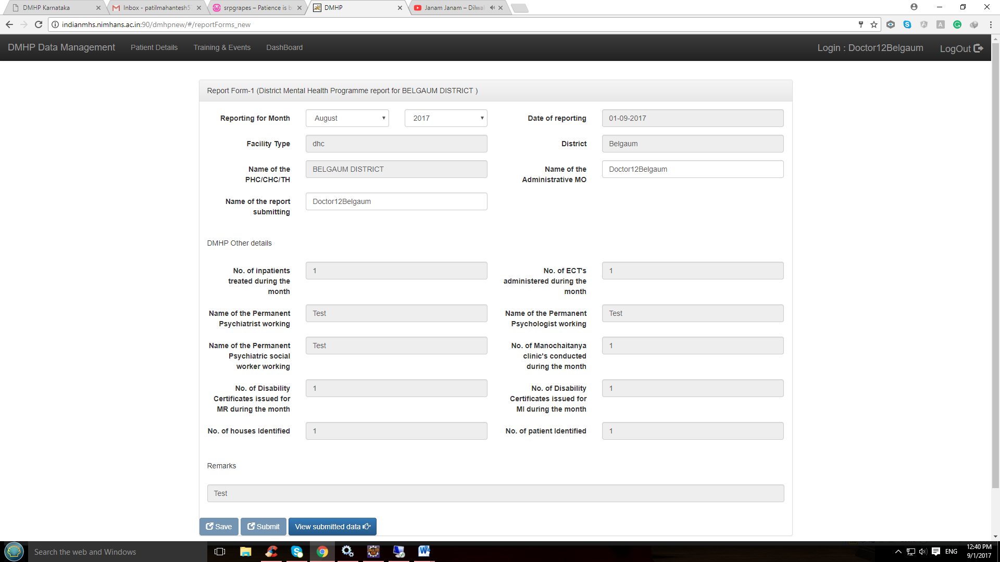 DMHP Karnataka
Inbox - patilmahantesh5
srpgrapes – Patience is b
DMHP
Janam Janam – Dilwal
indianmhs.nimhans.ac.in:90/dmhpnew/#/reportForms_new
DMHP Data Management Patient Details Training & Events DashBoard Login : Doctor12Belgaum LogOut
Report Form-1 (District Mental Health Programme report for BELGAUM DISTRICT )
Reporting for Month August 2017 Date of reporting 01-09-2017
Facility Type dhc District Belgaum
Name of the
PHC/CHC/TH
BELGAUM DISTRICT
Name of the
Administrative MO
Doctor12Belgaum
Name of the report
submitting
Doctor12Belgaum
DMHP Other details
No. of inpatients
treated during the
month
1
No. of ECT's
administered during the
month
1
Name of the Permanent
Psychiatrist working
Test
Name of the Permanent
Psychologist working
Test
Name of the Permanent
Psychiatric social
worker working
Test
No. of Manochaitanya
clinic's conducted
during the month
1
No. of Disability
Certificates issued for
MR during the month
1
No. of Disability
Certificates issued for
MI during the month
1
No. of houses Identified 1 No. of patient Identified 1
Remarks
Test
Save Submit View submitted data
Search the web and Windows
ENG
12:40 PM
9/1/2017